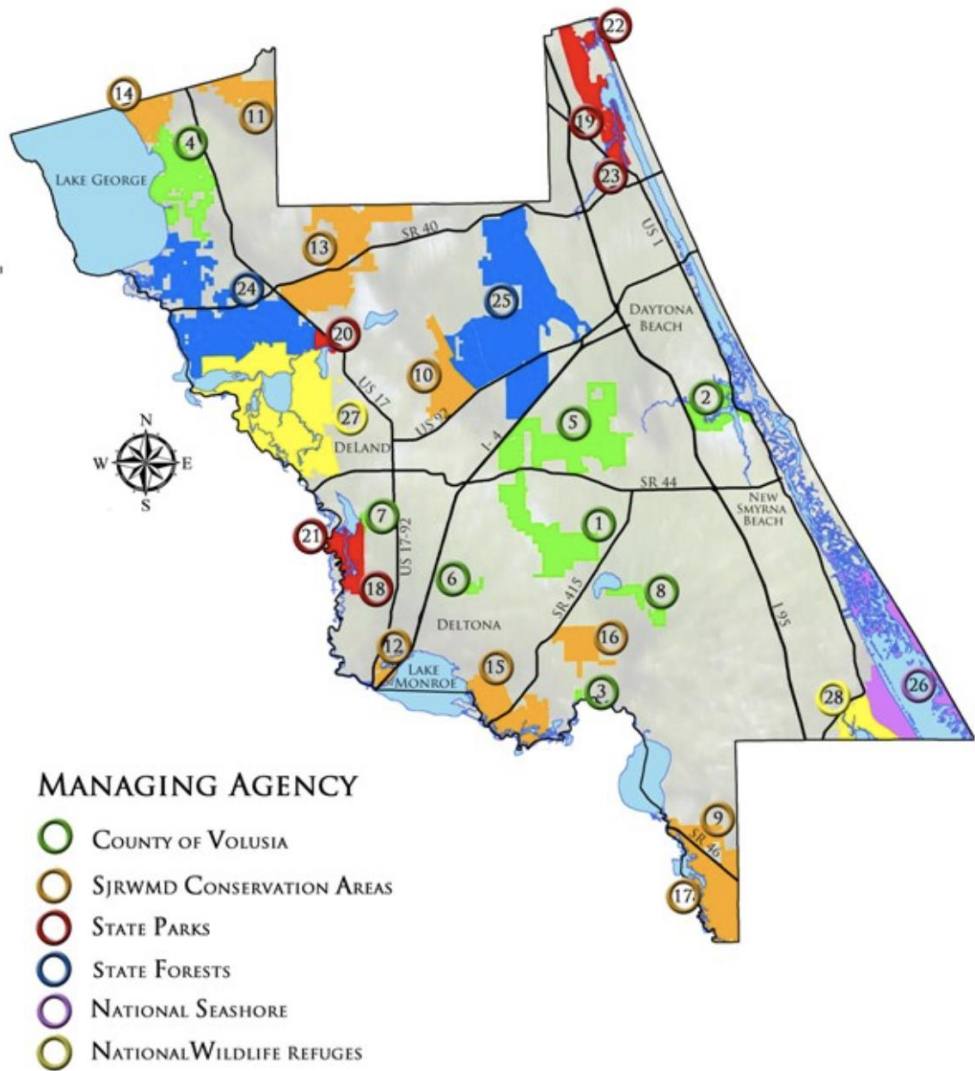 22
14
11
4
19
23
LAKE GEORGE
US 1
SR 40
13
24
25
20
DAYTONA
BEACH
10
US 17
US 92
27
DELAND
5
2
I-4
N
W E
S
SR 44
NEW
SMYRNA
BEACH
7
21
US 17-92
1
18
6
SR 415
8
DELTONA
I 95
12
LAKE
MONROE
15
16
3
28
26
9
SR 46
17
MANAGING AGENCY
COUNTY OF VOLUSIA
SJRWMD CONSERVATION AREAS
STATE PARKS
STATE FORESTS
NATIONAL SEASHORE
NATIONAL WILDLIFE REFUGES